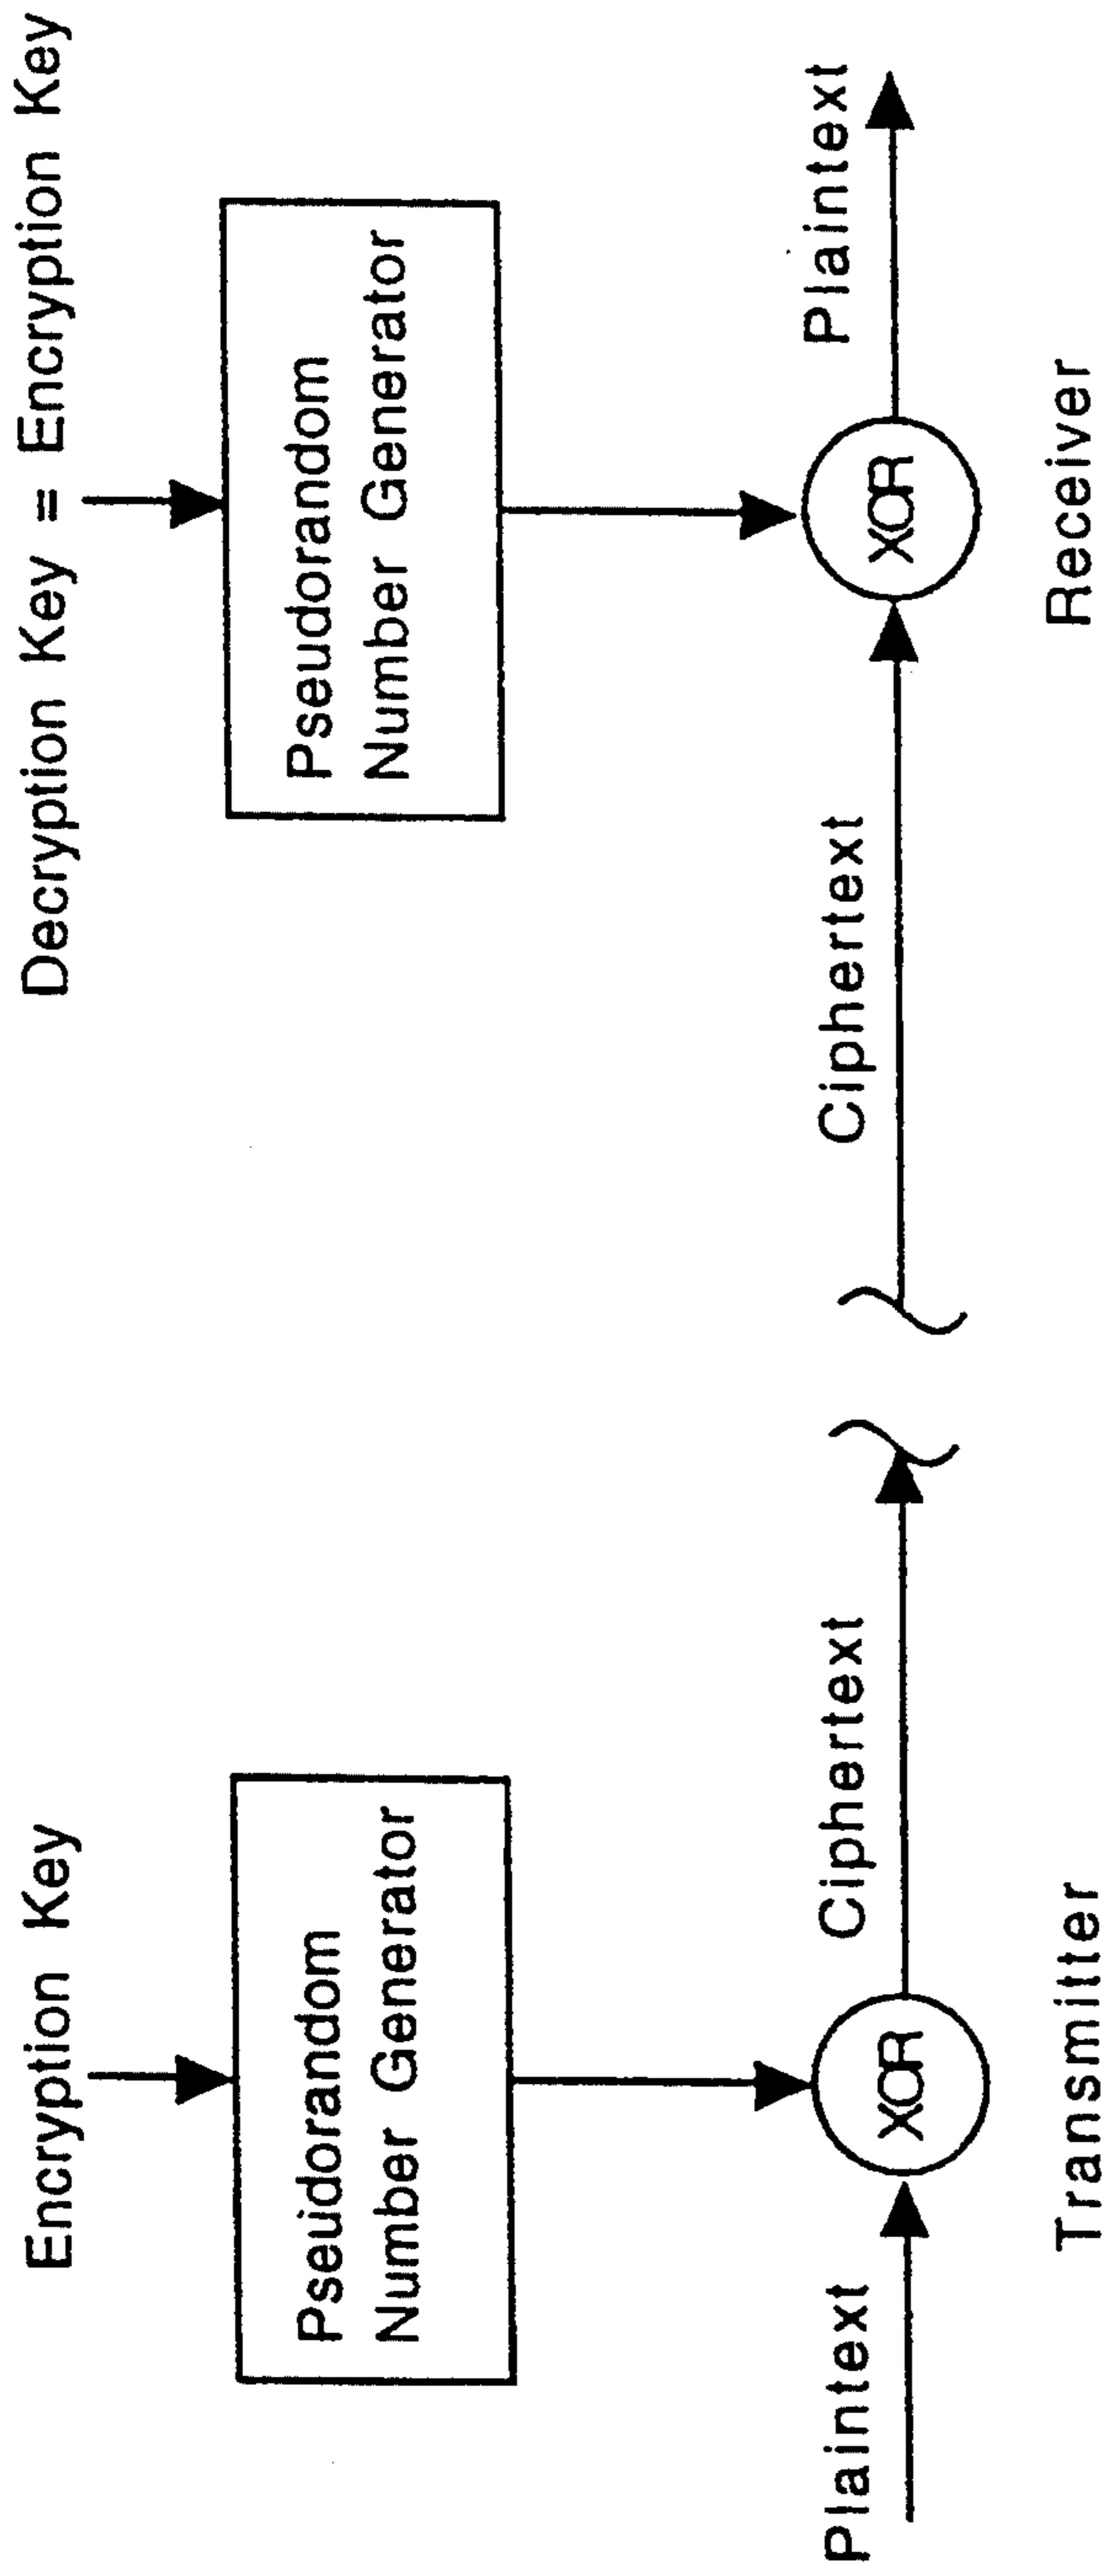 Encryption Key
Decryption Key = Encryption Key
Pseudorandom
Number Generator
Pseudorandom
Number Generator
Plaintext
XOR
Ciphertext
Ciphertext
XOR
Plaintext
Transmitter
Receiver